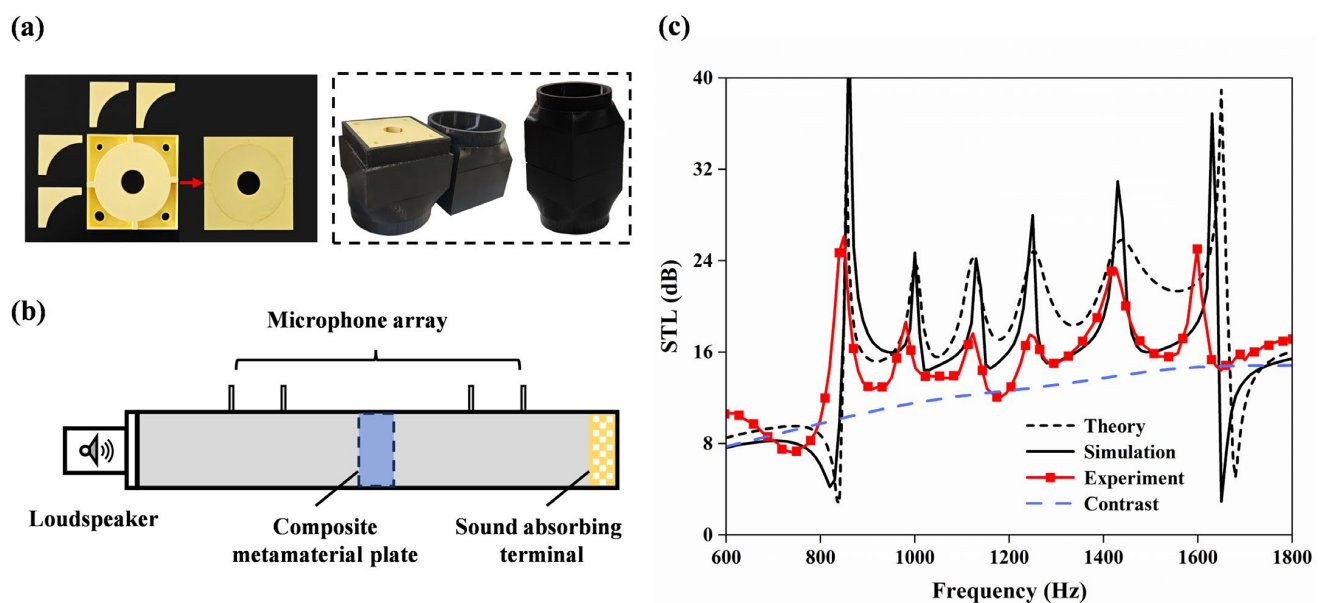 (a)
(b)
Microphone array
Loudspeaker
Composite
metamaterial plate
Sound absorbing
terminal
(c)
STL (dB)
40
32
24
16
8
0
600
800
1000
1200
1400
1600
1800
Frequency (Hz)
Theory
Simulation
Experiment
Contrast